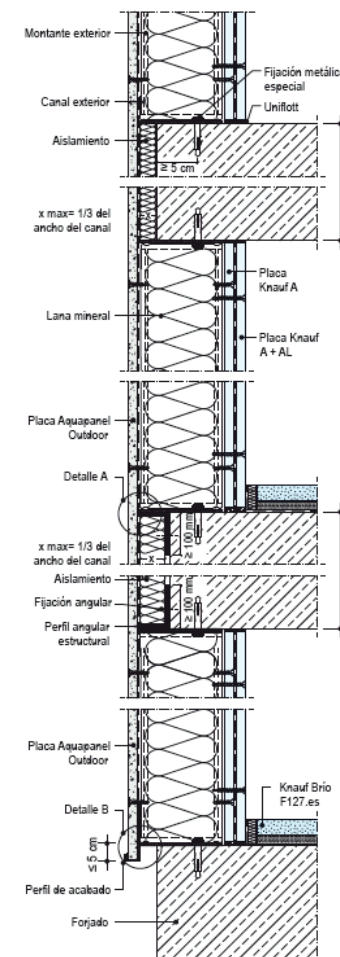 Montante exterior
Fijación metálica
especial
Canal exterior
Uniflott
Aislamiento
≥ 5 cm
x
x max= 1/3 del
ancho del canal
Placa
Knauf A
Lana mineral
Placa Knauf
A + AL
Placa Aquapanel
Outdoor
Detalle A
x max= 1/3 del
ancho del canal
x
≥ 100 mm
Aislamiento
Fijación angular
≥ 100 mm
Perfil angular
estructural
Placa Aquapanel
Outdoor
Knauf Brio
F127.es
Detalle B
≤ 5 cm
Perfil de acabado
Forjado